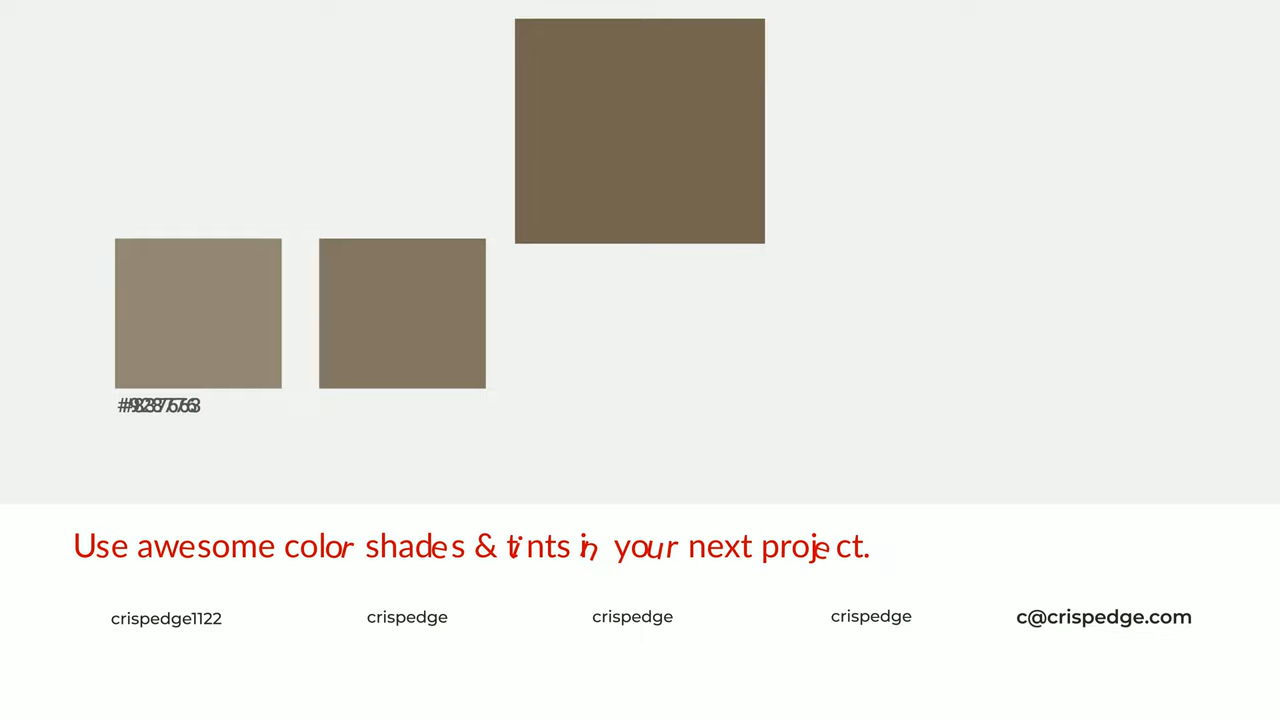 Use awesome color shades & tints in your next project.
crispedge1122 crispedge crispedge crispedge c@crispedge.com